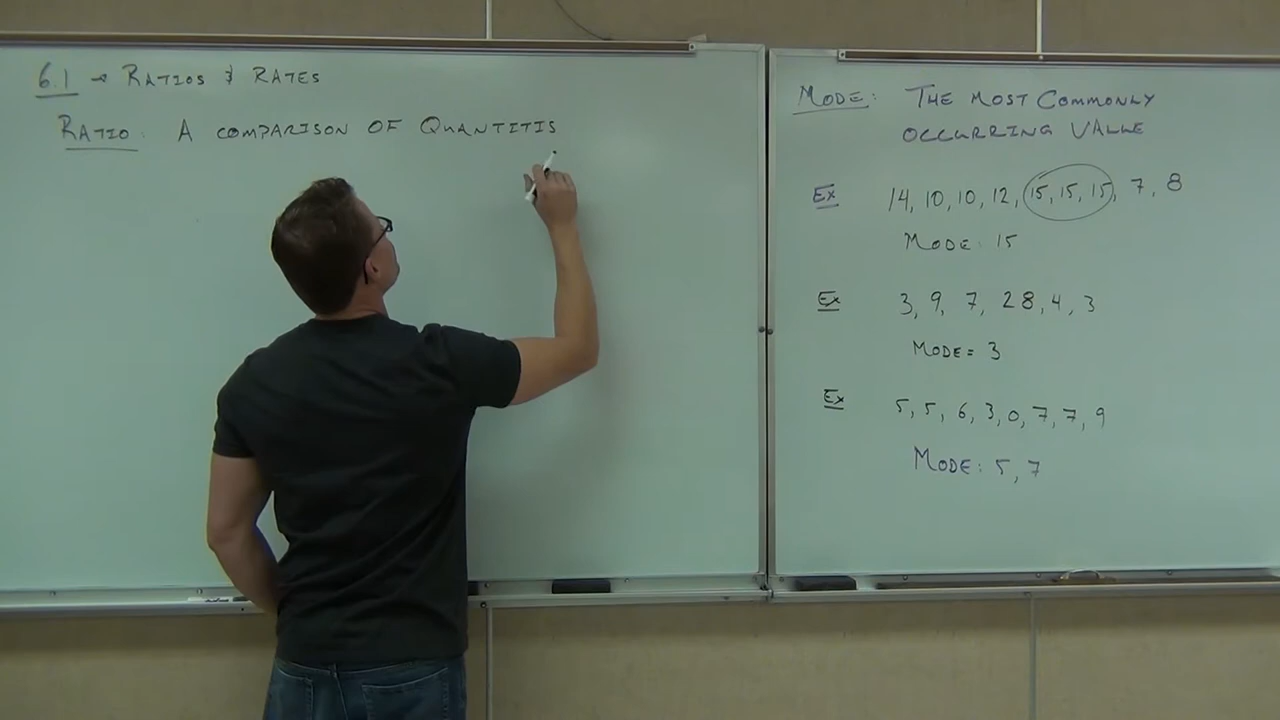 6.1 → RATIOS & RATES
RATIO: A COMPARISON OF QUANTITIS
MODE: THE MOST COMMONLY
OCCURRING VALUE
Ex 14, 10, 10, 12, 15, 15, 15, 7, 8
MODE: 15
Ex 3, 9, 7, 28, 4, 3
MODE = 3
Ex 5, 5, 6, 3, 0, 7, 7, 9
MODE: 5, 7